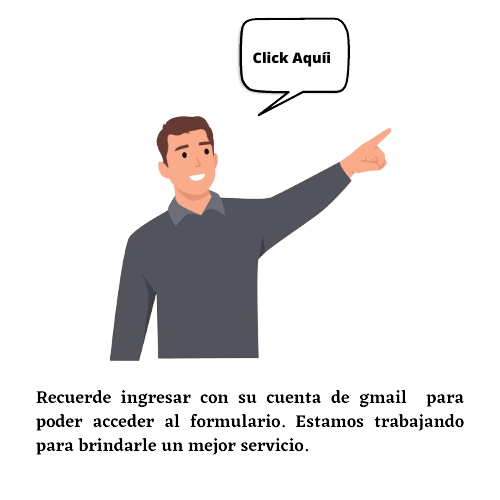 Click Aquíi
Recuerde ingresar con su cuenta de gmail para
poder acceder al formulario. Estamos trabajando
para brindarle un mejor servicio.